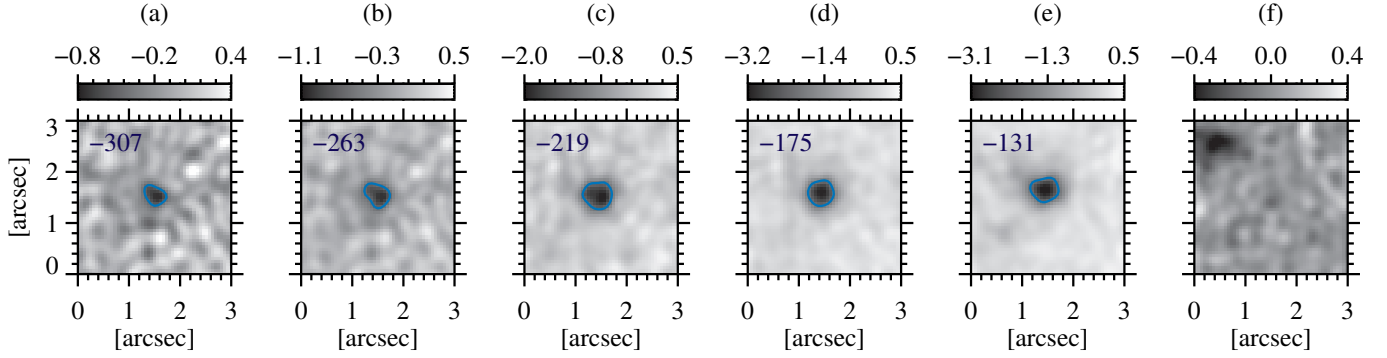 (a) (b) (c) (d) (e) (f)
−0.8 −0.2 0.4 −1.1 −0.3 0.5 −2.0 −0.8 0.5 −3.2 −1.4 0.5 −3.1 −1.3 0.5 −0.4 0.0 0.4
3 −307 −263 −219 −175 −131
2
1
0
[arcsec]
0 1 2 3 0 1 2 3 0 1 2 3 0 1 2 3 0 1 2 3 0 1 2 3
[arcsec] [arcsec] [arcsec] [arcsec] [arcsec] [arcsec]